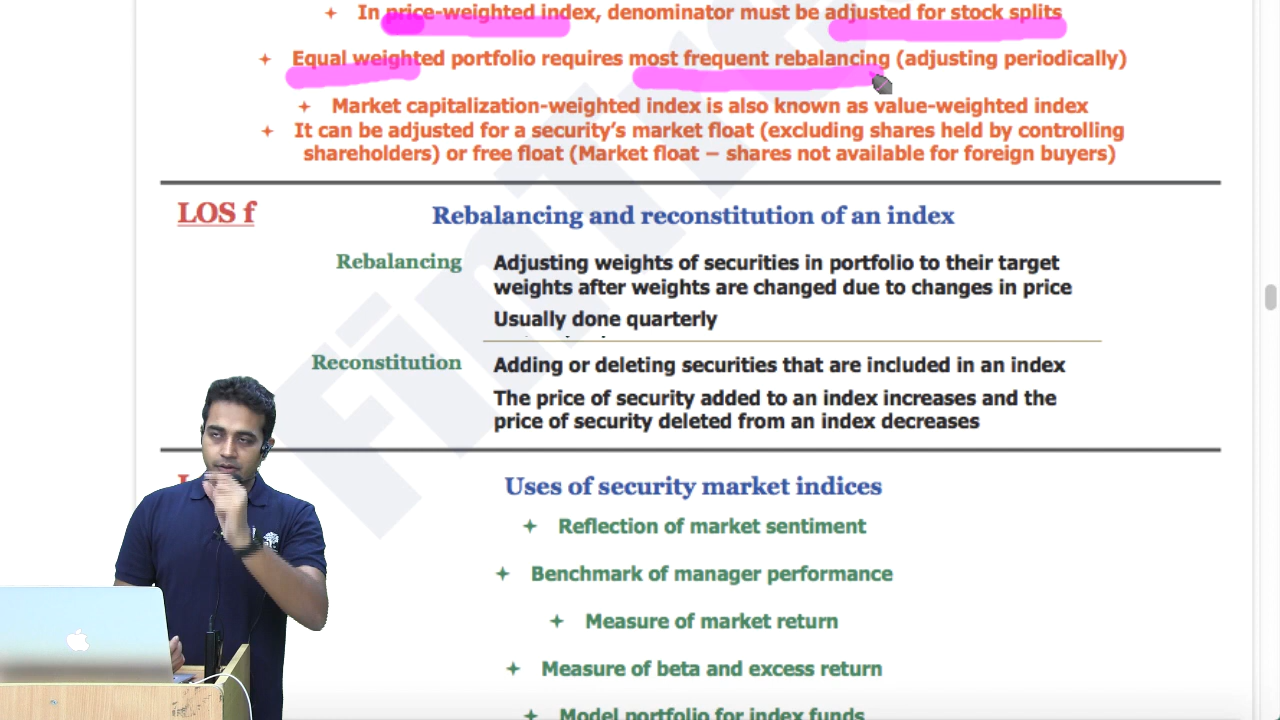 ✦ In price-weighted index, denominator must be adjusted for stock splits
✦ Equal weighted portfolio requires most frequent rebalancing (adjusting periodically)
✦ Market capitalization-weighted index is also known as value-weighted index
✦ It can be adjusted for a security's market float (excluding shares held by controlling
shareholders) or free float (Market float – shares not available for foreign buyers)
LOS f
Rebalancing and reconstitution of an index
Rebalancing
Adjusting weights of securities in portfolio to their target
weights after weights are changed due to changes in price
Usually done quarterly
Reconstitution
Adding or deleting securities that are included in an index
The price of security added to an index increases and the
price of security deleted from an index decreases
Uses of security market indices
✦ Reflection of market sentiment
✦ Benchmark of manager performance
✦ Measure of market return
✦ Measure of beta and excess return
✦ Model portfolio for index funds